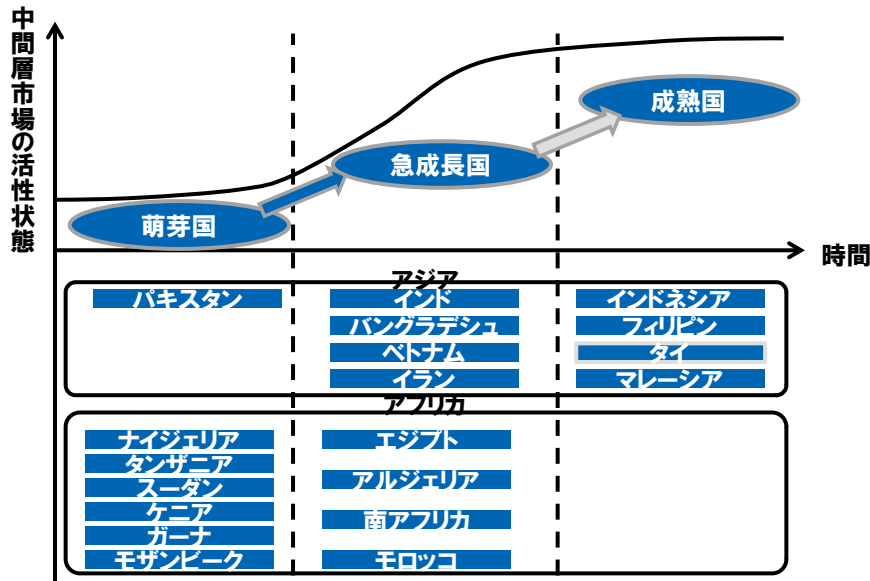 中間層市場の活性状態
成熟国
急成長国
萌芽国
時間
アジア
パキスタン
インド
バングラデシュ
ベトナム
イラン
インドネシア
フィリピン
タイ
マレーシア
アフリカ
ナイジェリア
タンザニア
スーダン
ケニア
ガーナ
モザンビーク
エジプト
アルジェリア
南アフリカ
モロッコ